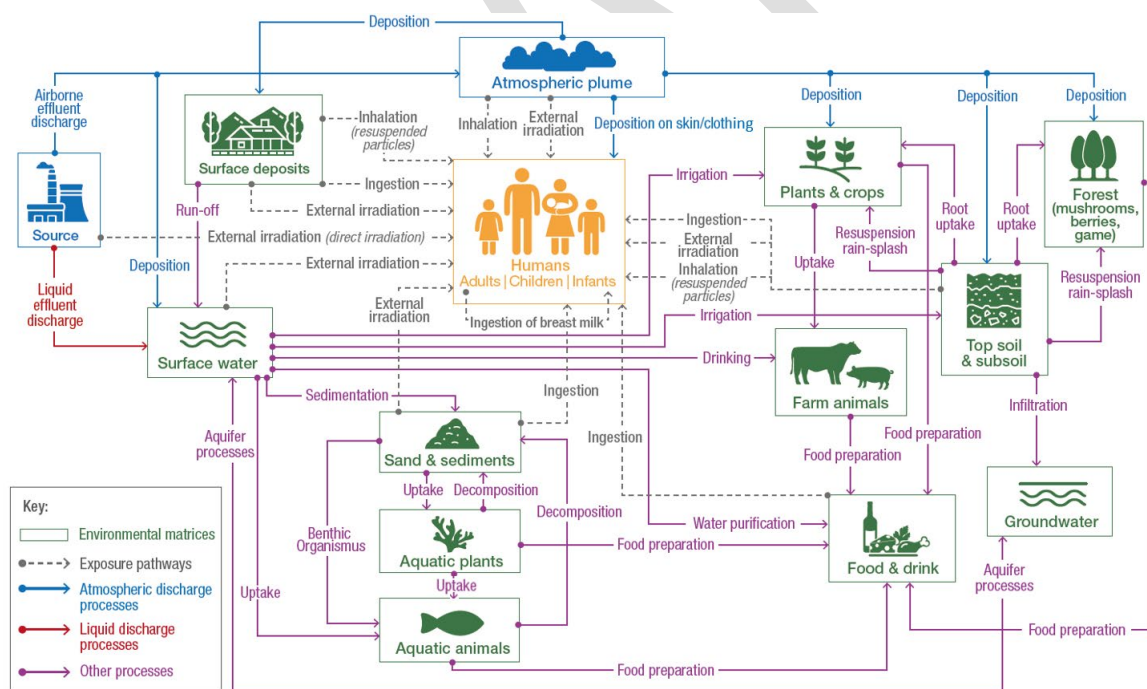 Deposition
Atmospheric plume
Airborne
effluent
discharge
Deposition
Deposition
Deposition
Inhalation
(resuspended
particles)
Inhalation
External
irradiation
Deposition on skin/clothing
Surface deposits
Source
Ingestion
Irrigation
Plants & crops
Forest
(mushrooms,
berries,
game)
Run-off
External irradiation
Ingestion
Root
uptake
Root
uptake
External irradiation (direct irradiation)
External
irradiation
Uptake
Resuspension
rain-splash
Deposition
External irradiation
Humans
Adults | Children | Infants
Inhalation
(resuspended
particles)
Resuspension
rain-splash
Liquid
effluent
discharge
External
irradiation
Ingestion of breast milk
Irrigation
Top soil
& subsoil
Surface water
Drinking
Farm animals
Sedimentation
Ingestion
Infiltration
Aquifer
processes
Sand & sediments
Ingestion
Food preparation
Food preparation
Uptake
Decomposition
Decomposition
Groundwater
Benthic
Organismus
Aquatic plants
Water purification
Food preparation
Food & drink
Aquifer
processes
Uptake
Uptake
Aquatic animals
Food preparation
Food preparation
Key:
Environmental matrices
Exposure pathways
Atmospheric discharge
processes
Liquid discharge
processes
Other processes